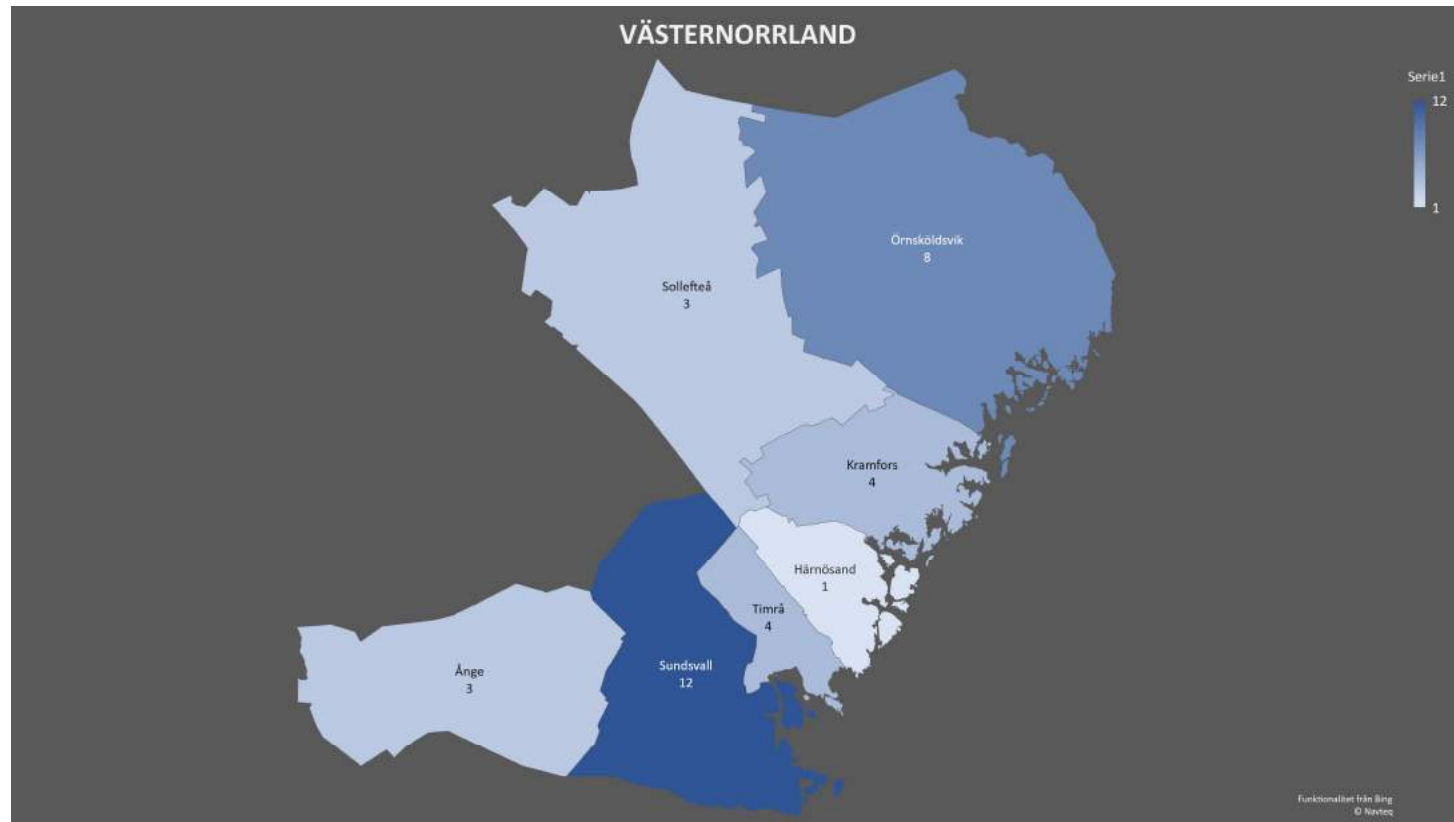 VÄSTERNORRLAND
Serie1
12
1
Örnsköldsvik
8
Sollefteå
3
Kramfors
4
Härnösand
1
Timrå
4
Sundsvall
12
Ånge
3
Funktionalitet från Bing
© Navteq